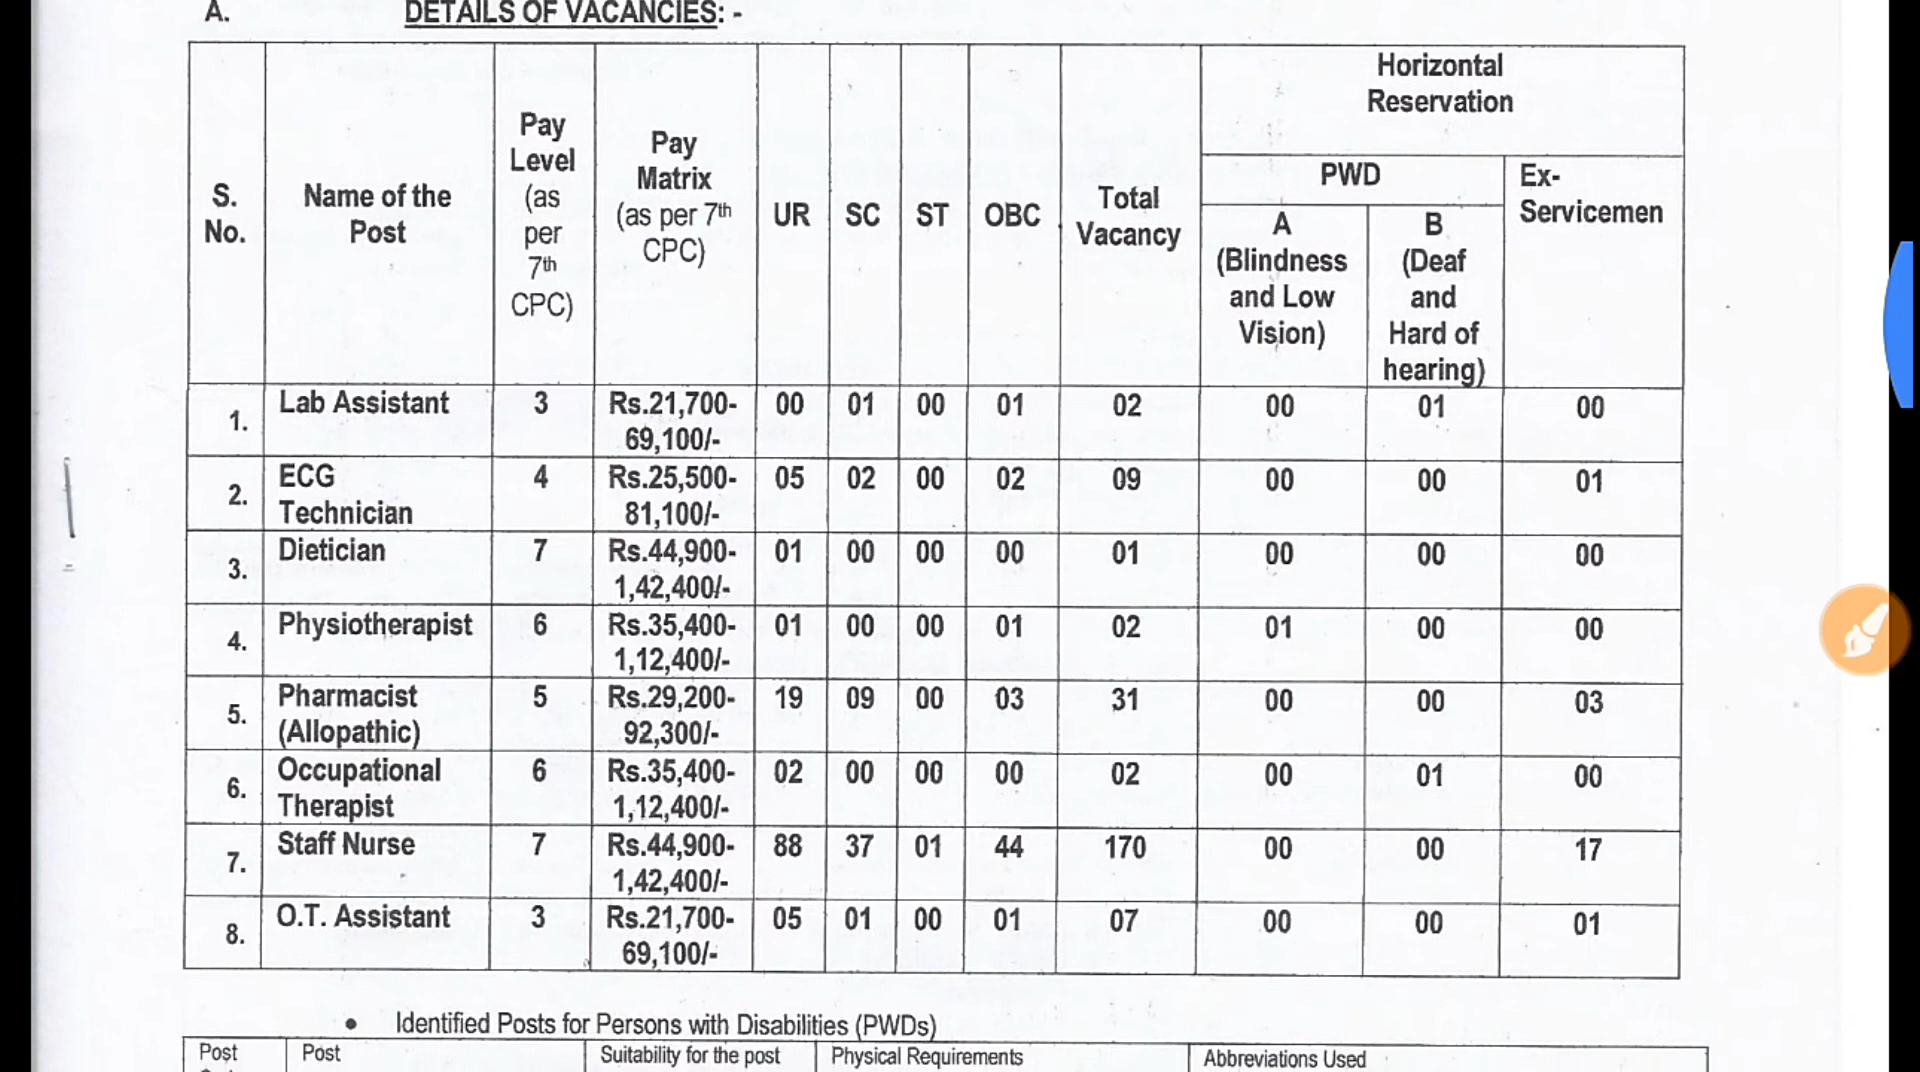 A. DETAILS OF VACANCIES: -
S. No. Name of the Post Pay Level (as per 7th CPC) Pay Matrix (as per 7th CPC) UR SC ST OBC Total Vacancy Horizontal Reservation
PWD Ex-Servicemen
A (Blindness and Low Vision) B (Deaf and Hard of hearing)
1. Lab Assistant 3 Rs.21,700- 00 01 00 01 02 00 01 00
69,100/-
2. ECG 4 Rs.25,500- 05 02 00 02 09 00 00 01
Technician 81,100/-
3. Dietician 7 Rs.44,900- 01 00 00 00 01 00 00 00
1,42,400/-
4. Physiotherapist 6 Rs.35,400- 01 00 00 01 02 01 00 00
1,12,400/-
5. Pharmacist 5 Rs.29,200- 19 09 00 03 31 00 00 03
(Allopathic) 92,300/-
6. Occupational 6 Rs.35,400- 02 00 00 00 02 00 01 00
Therapist 1,12,400/-
7. Staff Nurse 7 Rs.44,900- 88 37 01 44 170 00 00 17
1,42,400/-
8. O.T. Assistant 3 Rs.21,700- 05 01 00 01 07 00 00 01
69,100/-
• Identified Posts for Persons with Disabilities (PWDs)
Post Post Suitability for the post Physical Requirements Abbreviations Used